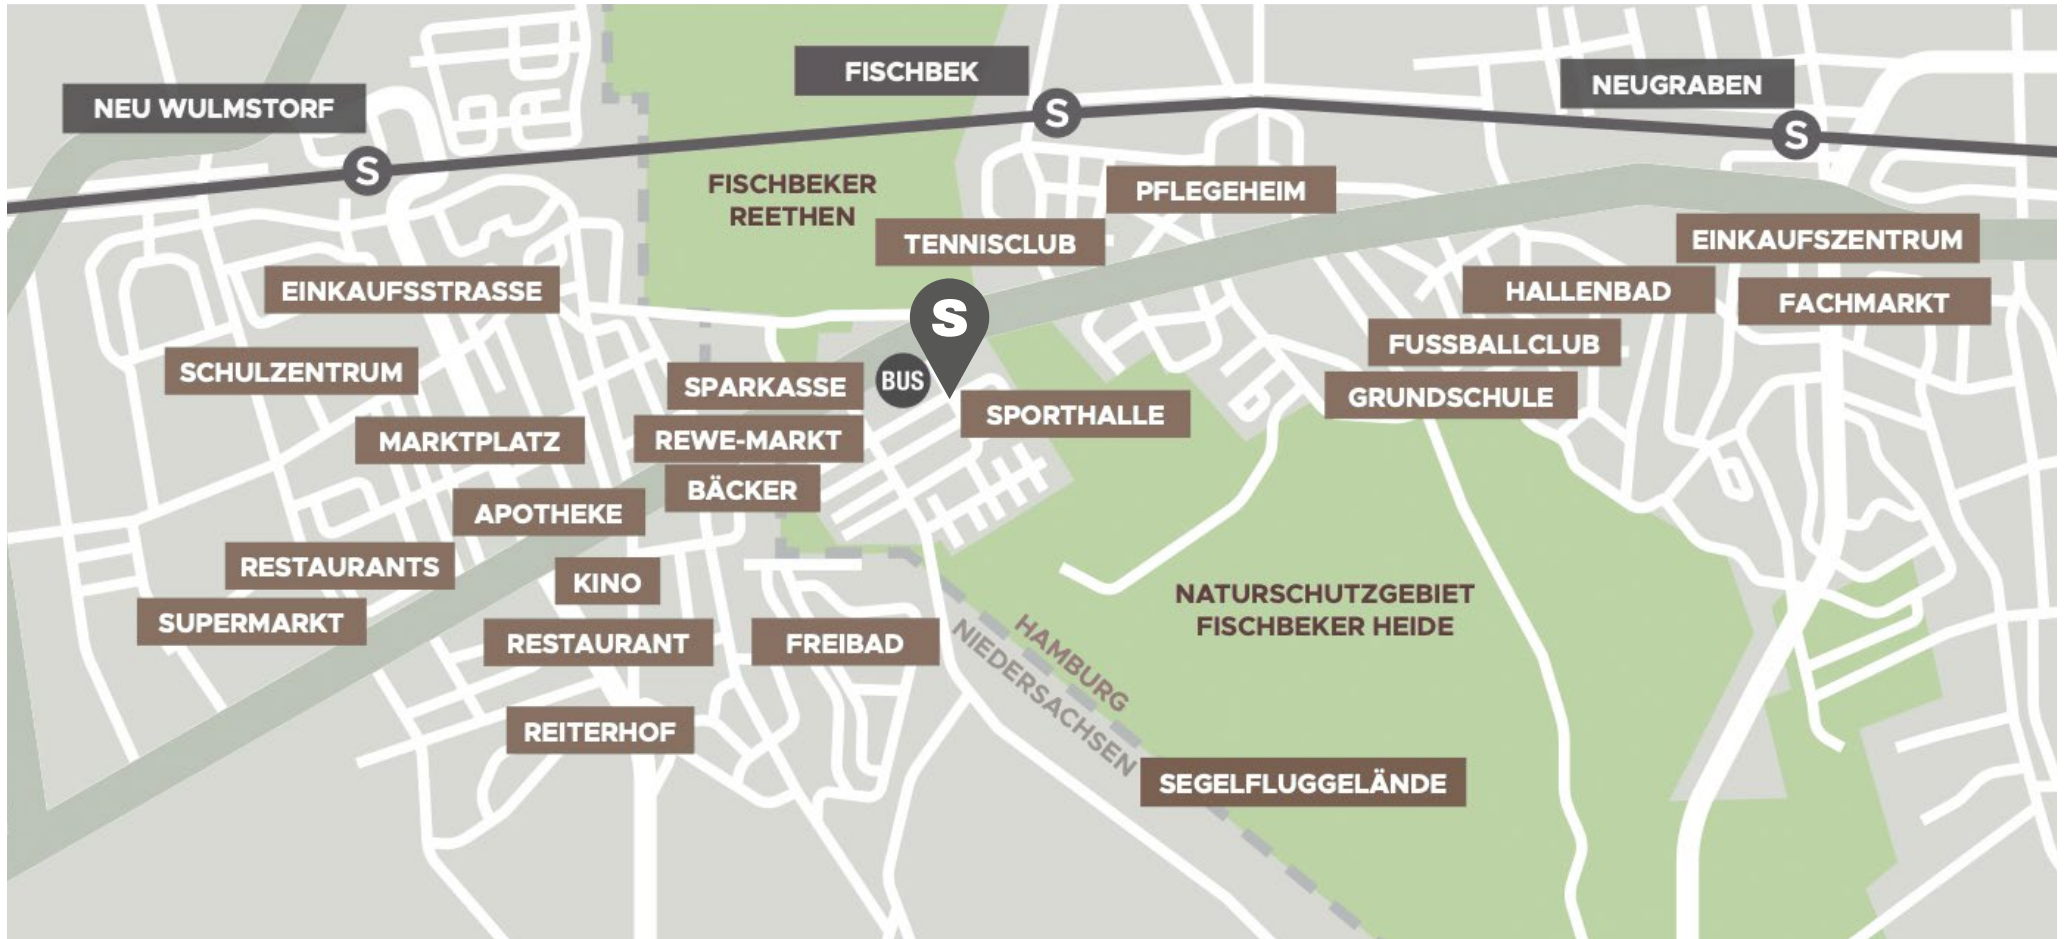 FISCHBEK
NEUGRABEN
NEU WULMSTORF
S
S
S
FISCHBEKER
REETHEN
PFLEGEHEIM
TENNISCLUB
EINKAUFSZENTRUM
EINKAUFSSTRASSE
HALLENBAD
FACHMARKT
S
FUSSBALLCLUB
SCHULZENTRUM
SPARKASSE
BUS
GRUNDSCHULE
SPORTHALLE
MARKTPLATZ
REWE-MARKT
BÄCKER
APOTHEKE
RESTAURANTS
KINO
NATURSCHUTZGEBIET
FISCHBEKER HEIDE
SUPERMARKT
RESTAURANT
FREIBAD
HAMBURG
NIEDERSACHSEN
REITERHOF
SEGELFLUGGELÄNDE